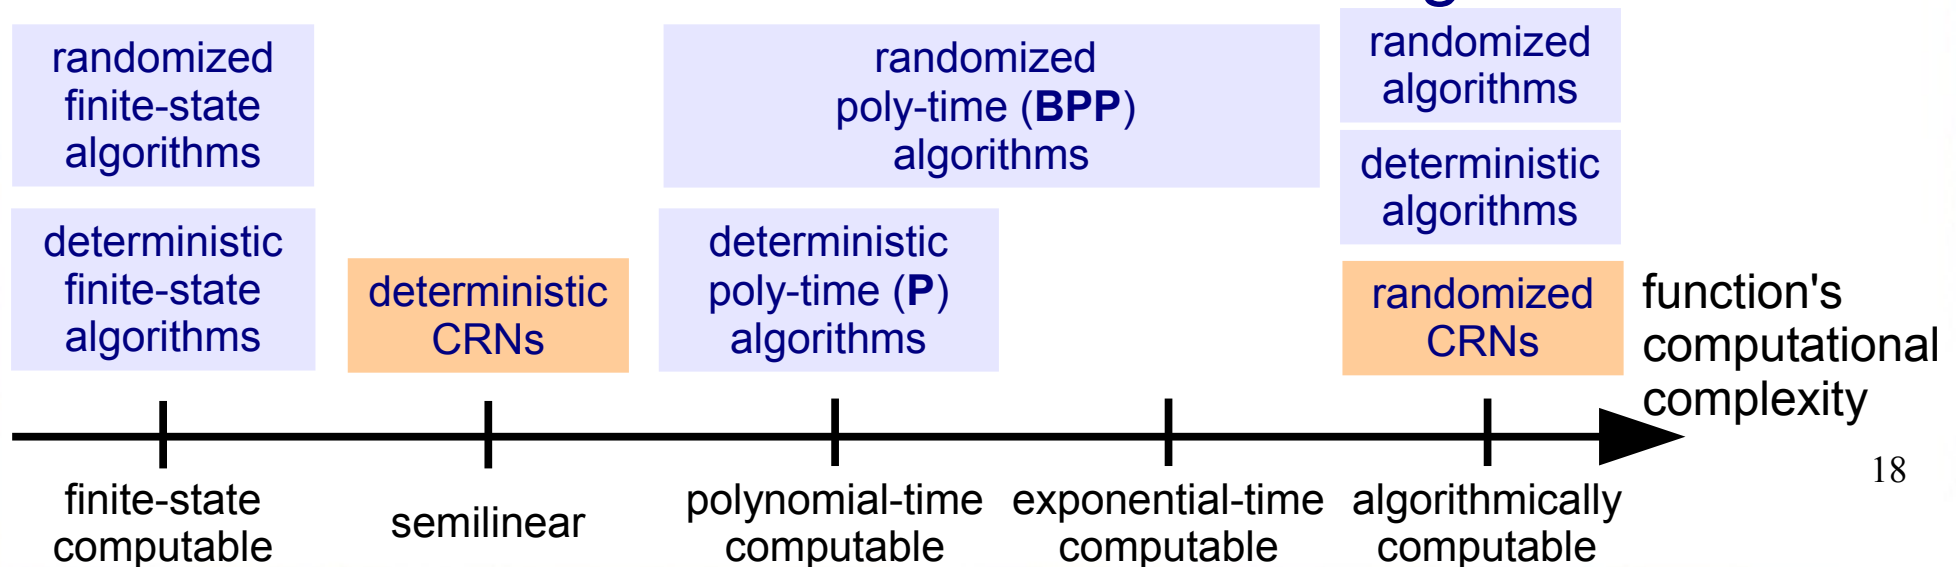 randomized
finite-state
algorithms
randomized
poly-time (BPP)
algorithms
randomized
algorithms
deterministic
algorithms
deterministic
finite-state
algorithms
deterministic
CRNs
deterministic
poly-time (P)
algorithms
randomized
CRNs
function's
computational
complexity
18
finite-state
computable
semilinear
polynomial-time
computable
exponential-time
computable
algorithmically
computable